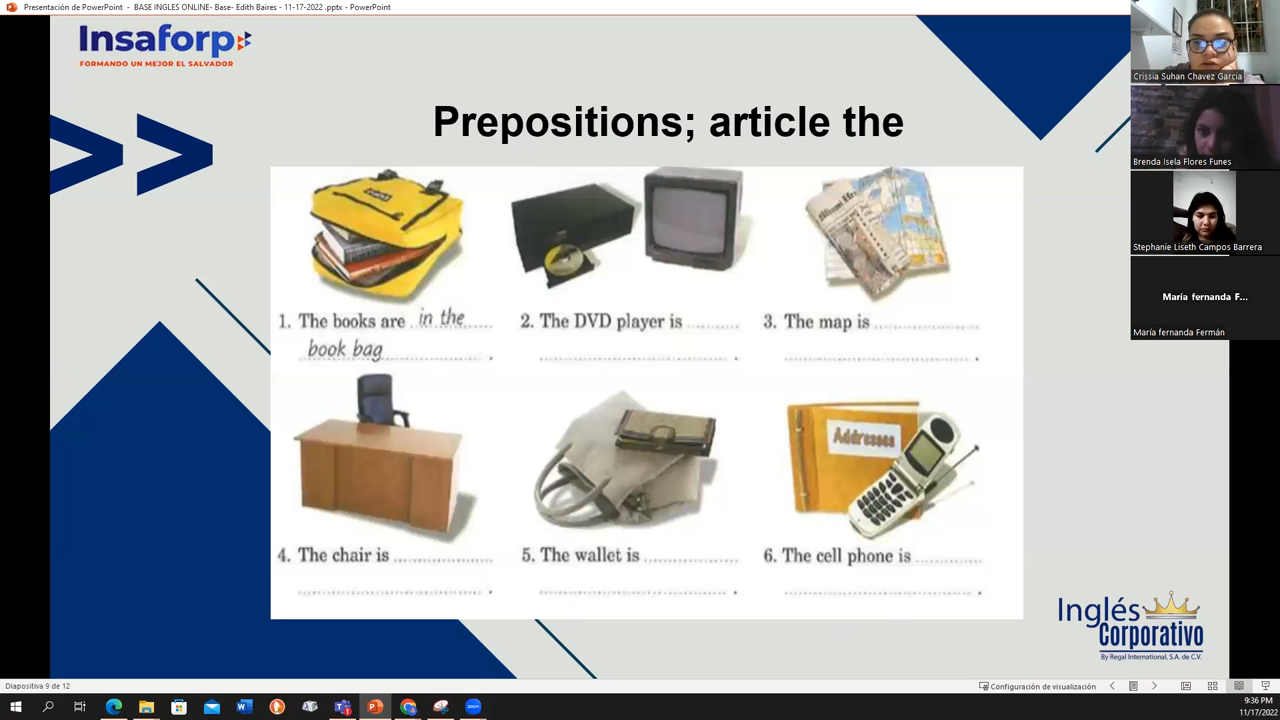 Presentación de PowerPoint - BASE INGLES ONLINE- Base- Edith Baires - 11-17-2022 .pptx - PowerPoint
Insaforp
FORMANDO UN MEJOR EL SALVADOR
Prepositions; article the
1. The books are in the
book bag.
2. The DVD player is
3. The map is
Addresses
4. The chair is
5. The wallet is
6. The cell phone is
Inglés
Corporativo
By Regal International, S.A. de C.V.
Crissia Suhan Chavez Garcia
Brenda Isela Flores Funes
Stephanie Liseth Campos Barrera
María fernanda F...
María fernanda Fermán
Diapositiva 9 de 12
Configuración de visualización
9:36 PM
11/17/2022